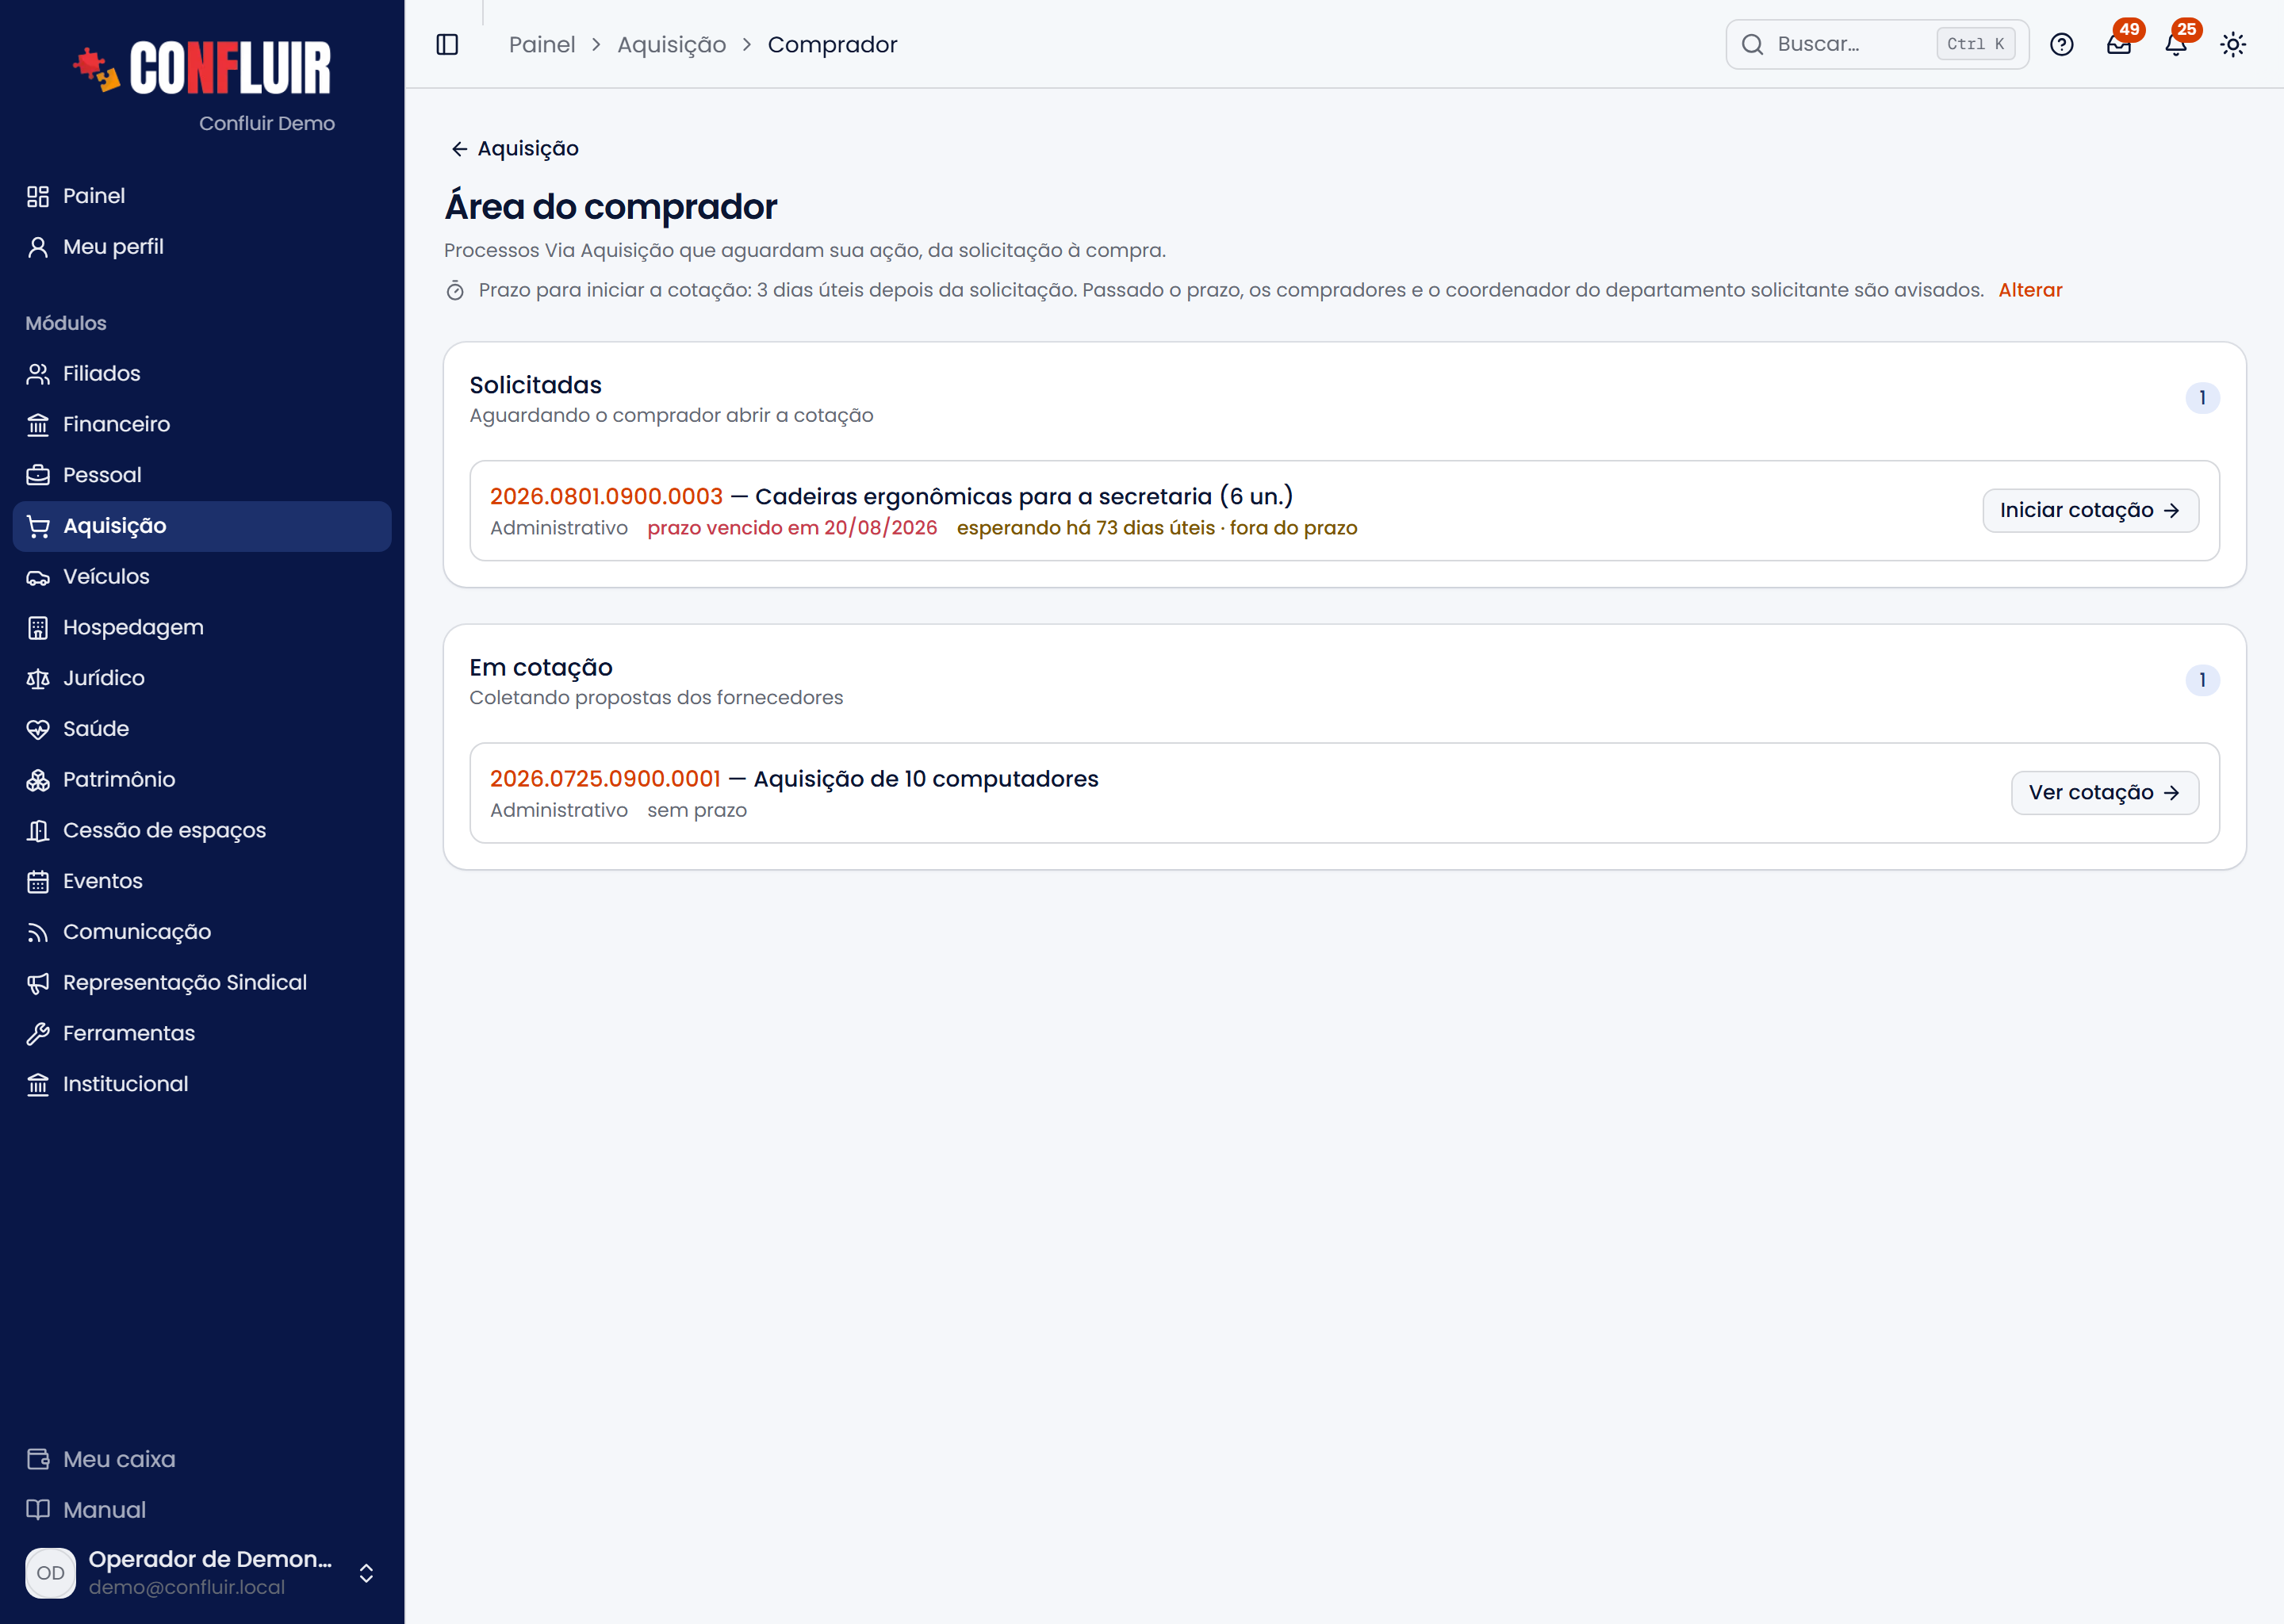 CONFLUIR
Confluir Demo
Painel
Meu perfil
Módulos
Filiados
Financeiro
Pessoal
Aquisição
Veículos
Hospedagem
Jurídico
Saúde
Patrimônio
Cessão de espaços
Eventos
Comunicação
Representação Sindical
Ferramentas
Institucional
Meu caixa
Manual
OD
Operador de Demon...
demo@confluir.local
Painel > Aquisição > Comprador
Buscar... Ctrl K
49
25
← Aquisição
Área do comprador
Processos Via Aquisição que aguardam sua ação, da solicitação à compra.
Prazo para iniciar a cotação: 3 dias úteis depois da solicitação. Passado o prazo, os compradores e o coordenador do departamento solicitante são avisados. Alterar
Solicitadas
Aguardando o comprador abrir a cotação
1
2026.0801.0900.0003 — Cadeiras ergonômicas para a secretaria (6 un.)
Administrativo prazo vencido em 20/08/2026 esperando há 73 dias úteis · fora do prazo
Iniciar cotação →
Em cotação
Coletando propostas dos fornecedores
1
2026.0725.0900.0001 — Aquisição de 10 computadores
Administrativo sem prazo
Ver cotação →